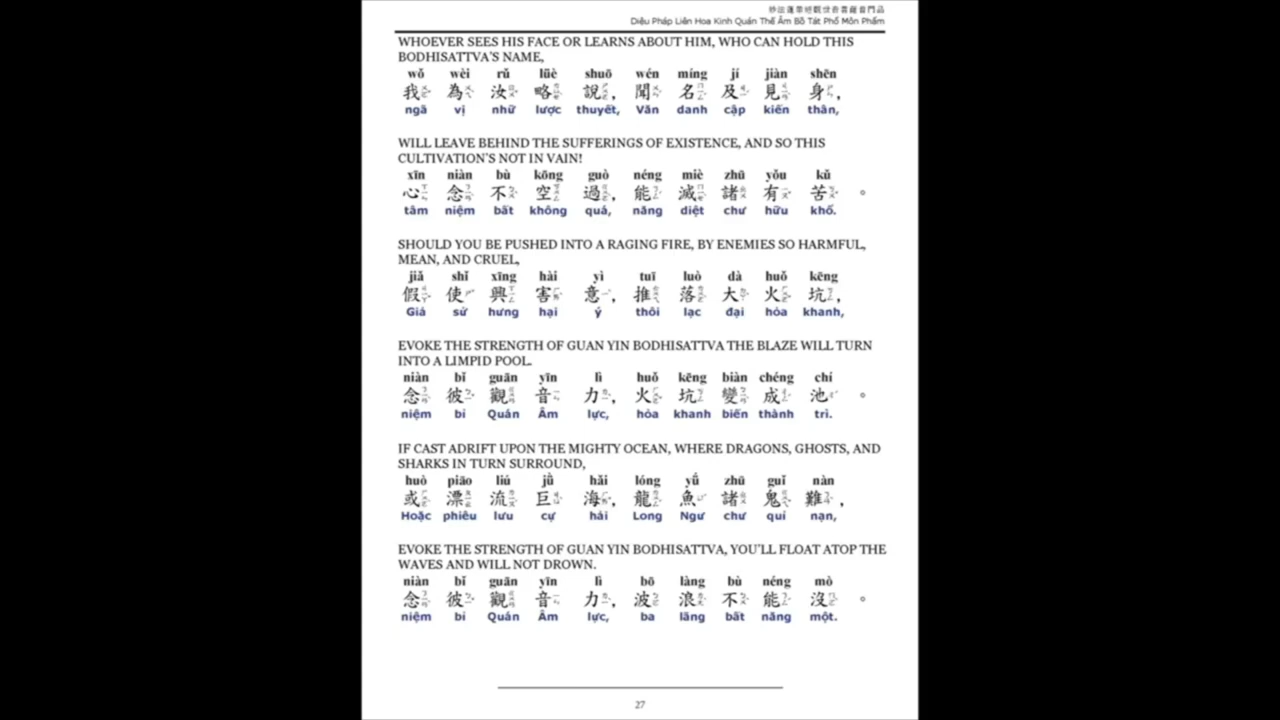 妙法蓮華經觀世音菩薩普門品
Diệu Pháp Liên Hoa Kinh Quán Thế Âm Bồ Tát Phổ Môn Phẩm
WHOEVER SEES HIS FACE OR LEARNS ABOUT HIM, WHO CAN HOLD THIS
BODHISATTVA'S NAME,
wǒ wèi rǔ lüè shuō wén míng jí jiàn shēn
我為汝略說，聞名及見身，
ngã vị nhữ lược thuyết, Văn danh cập kiến thân,
WILL LEAVE BEHIND THE SUFFERINGS OF EXISTENCE, AND SO THIS
CULTIVATION'S NOT IN VAIN!
xīn niàn bù kōng guò néng miè zhū yǒu kǔ
心念不空過，能滅諸有苦。
tâm niệm bất không quá, năng diệt chư hữu khổ.
SHOULD YOU BE PUSHED INTO A RAGING FIRE, BY ENEMIES SO HARMFUL,
MEAN, AND CRUEL,
jiǎ shǐ xīng hài yì tuī luò dà huǒ kēng
假使興害意，推落大火坑，
Giả sử hưng hại ý thôi lạc đại hỏa khanh,
EVOKE THE STRENGTH OF GUAN YIN BODHISATTVA THE BLAZE WILL TURN
INTO A LIMPID POOL.
niàn bǐ guān yīn lì huǒ kēng biàn chéng chí
念彼觀音力，火坑變成池。
niệm bỉ Quán Âm lực, hỏa khanh biến thành trì.
IF CAST ADRIFT UPON THE MIGHTY OCEAN, WHERE DRAGONS, GHOSTS, AND
SHARKS IN TURN SURROUND,
huò piāo liú jǜ hǎi lóng yǘ zhū guǐ nàn
或漂流巨海，龍魚諸鬼難，
Hoặc phiêu lưu cự hải Long Ngư chư quỉ nạn,
EVOKE THE STRENGTH OF GUAN YIN BODHISATTVA, YOU'LL FLOAT ATOP THE
WAVES AND WILL NOT DROWN.
niàn bǐ guān yīn lì bō làng bù néng mò
念彼觀音力，波浪不能沒。
niệm bỉ Quán Âm lực, ba lãng bất năng một.
27